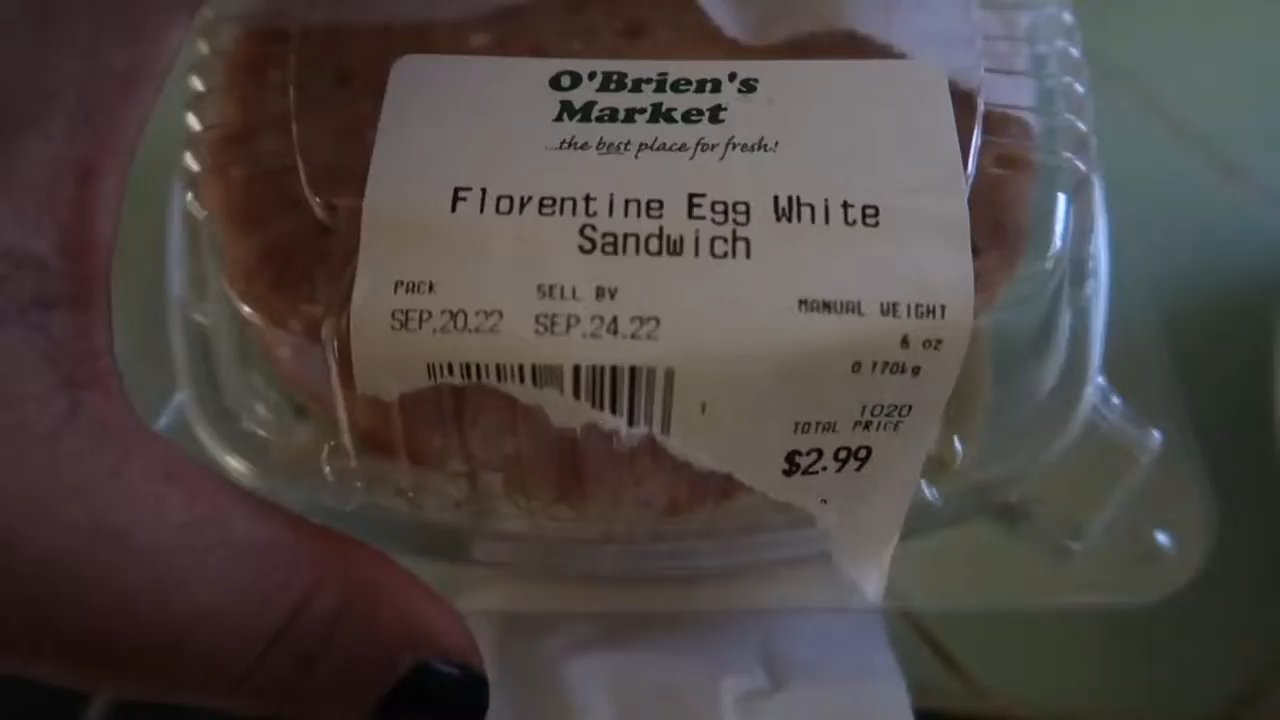 O'Brien's
Market
...the best place for fresh!
Florentine Egg White
Sandwich
PACK
SELL BY
SEP.20.22
SEP.24.22
MANUAL WEIGHT
6 oz
0.170kg
1020
TOTAL PRICE
$2.99